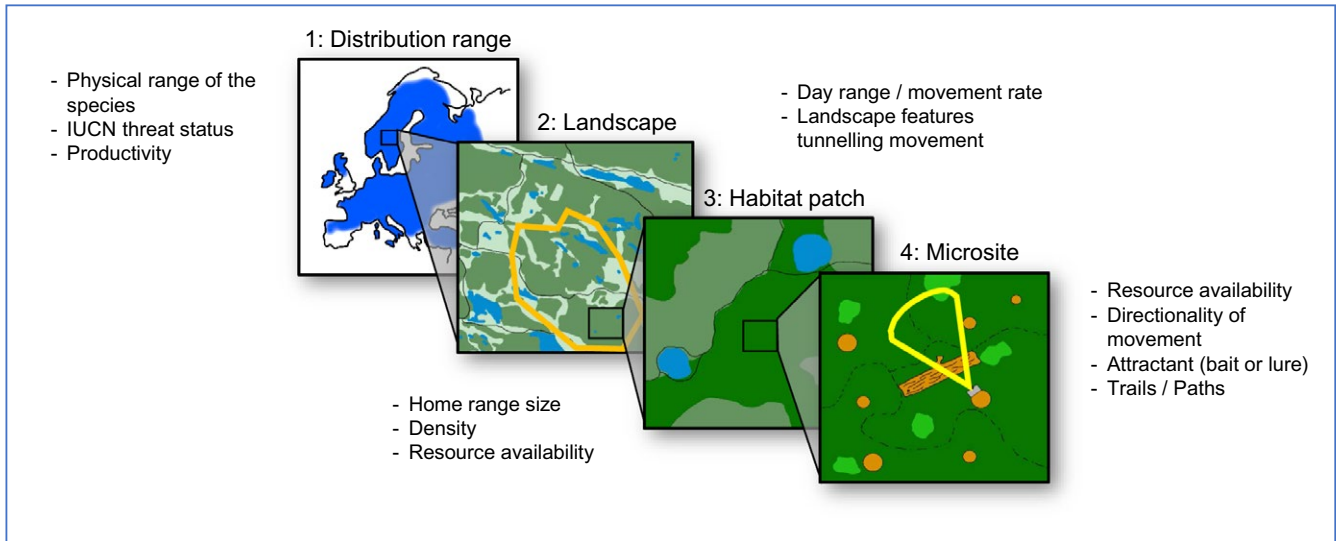 1: Distribution range
- Physical range of the
species
- IUCN threat status
- Productivity
2: Landscape
- Home range size
- Density
- Resource availability
- Day range / movement rate
- Landscape features
tunnelling movement
3: Habitat patch
4: Microsite
- Resource availability
- Directionality of
movement
- Attractant (bait or lure)
- Trails / Paths